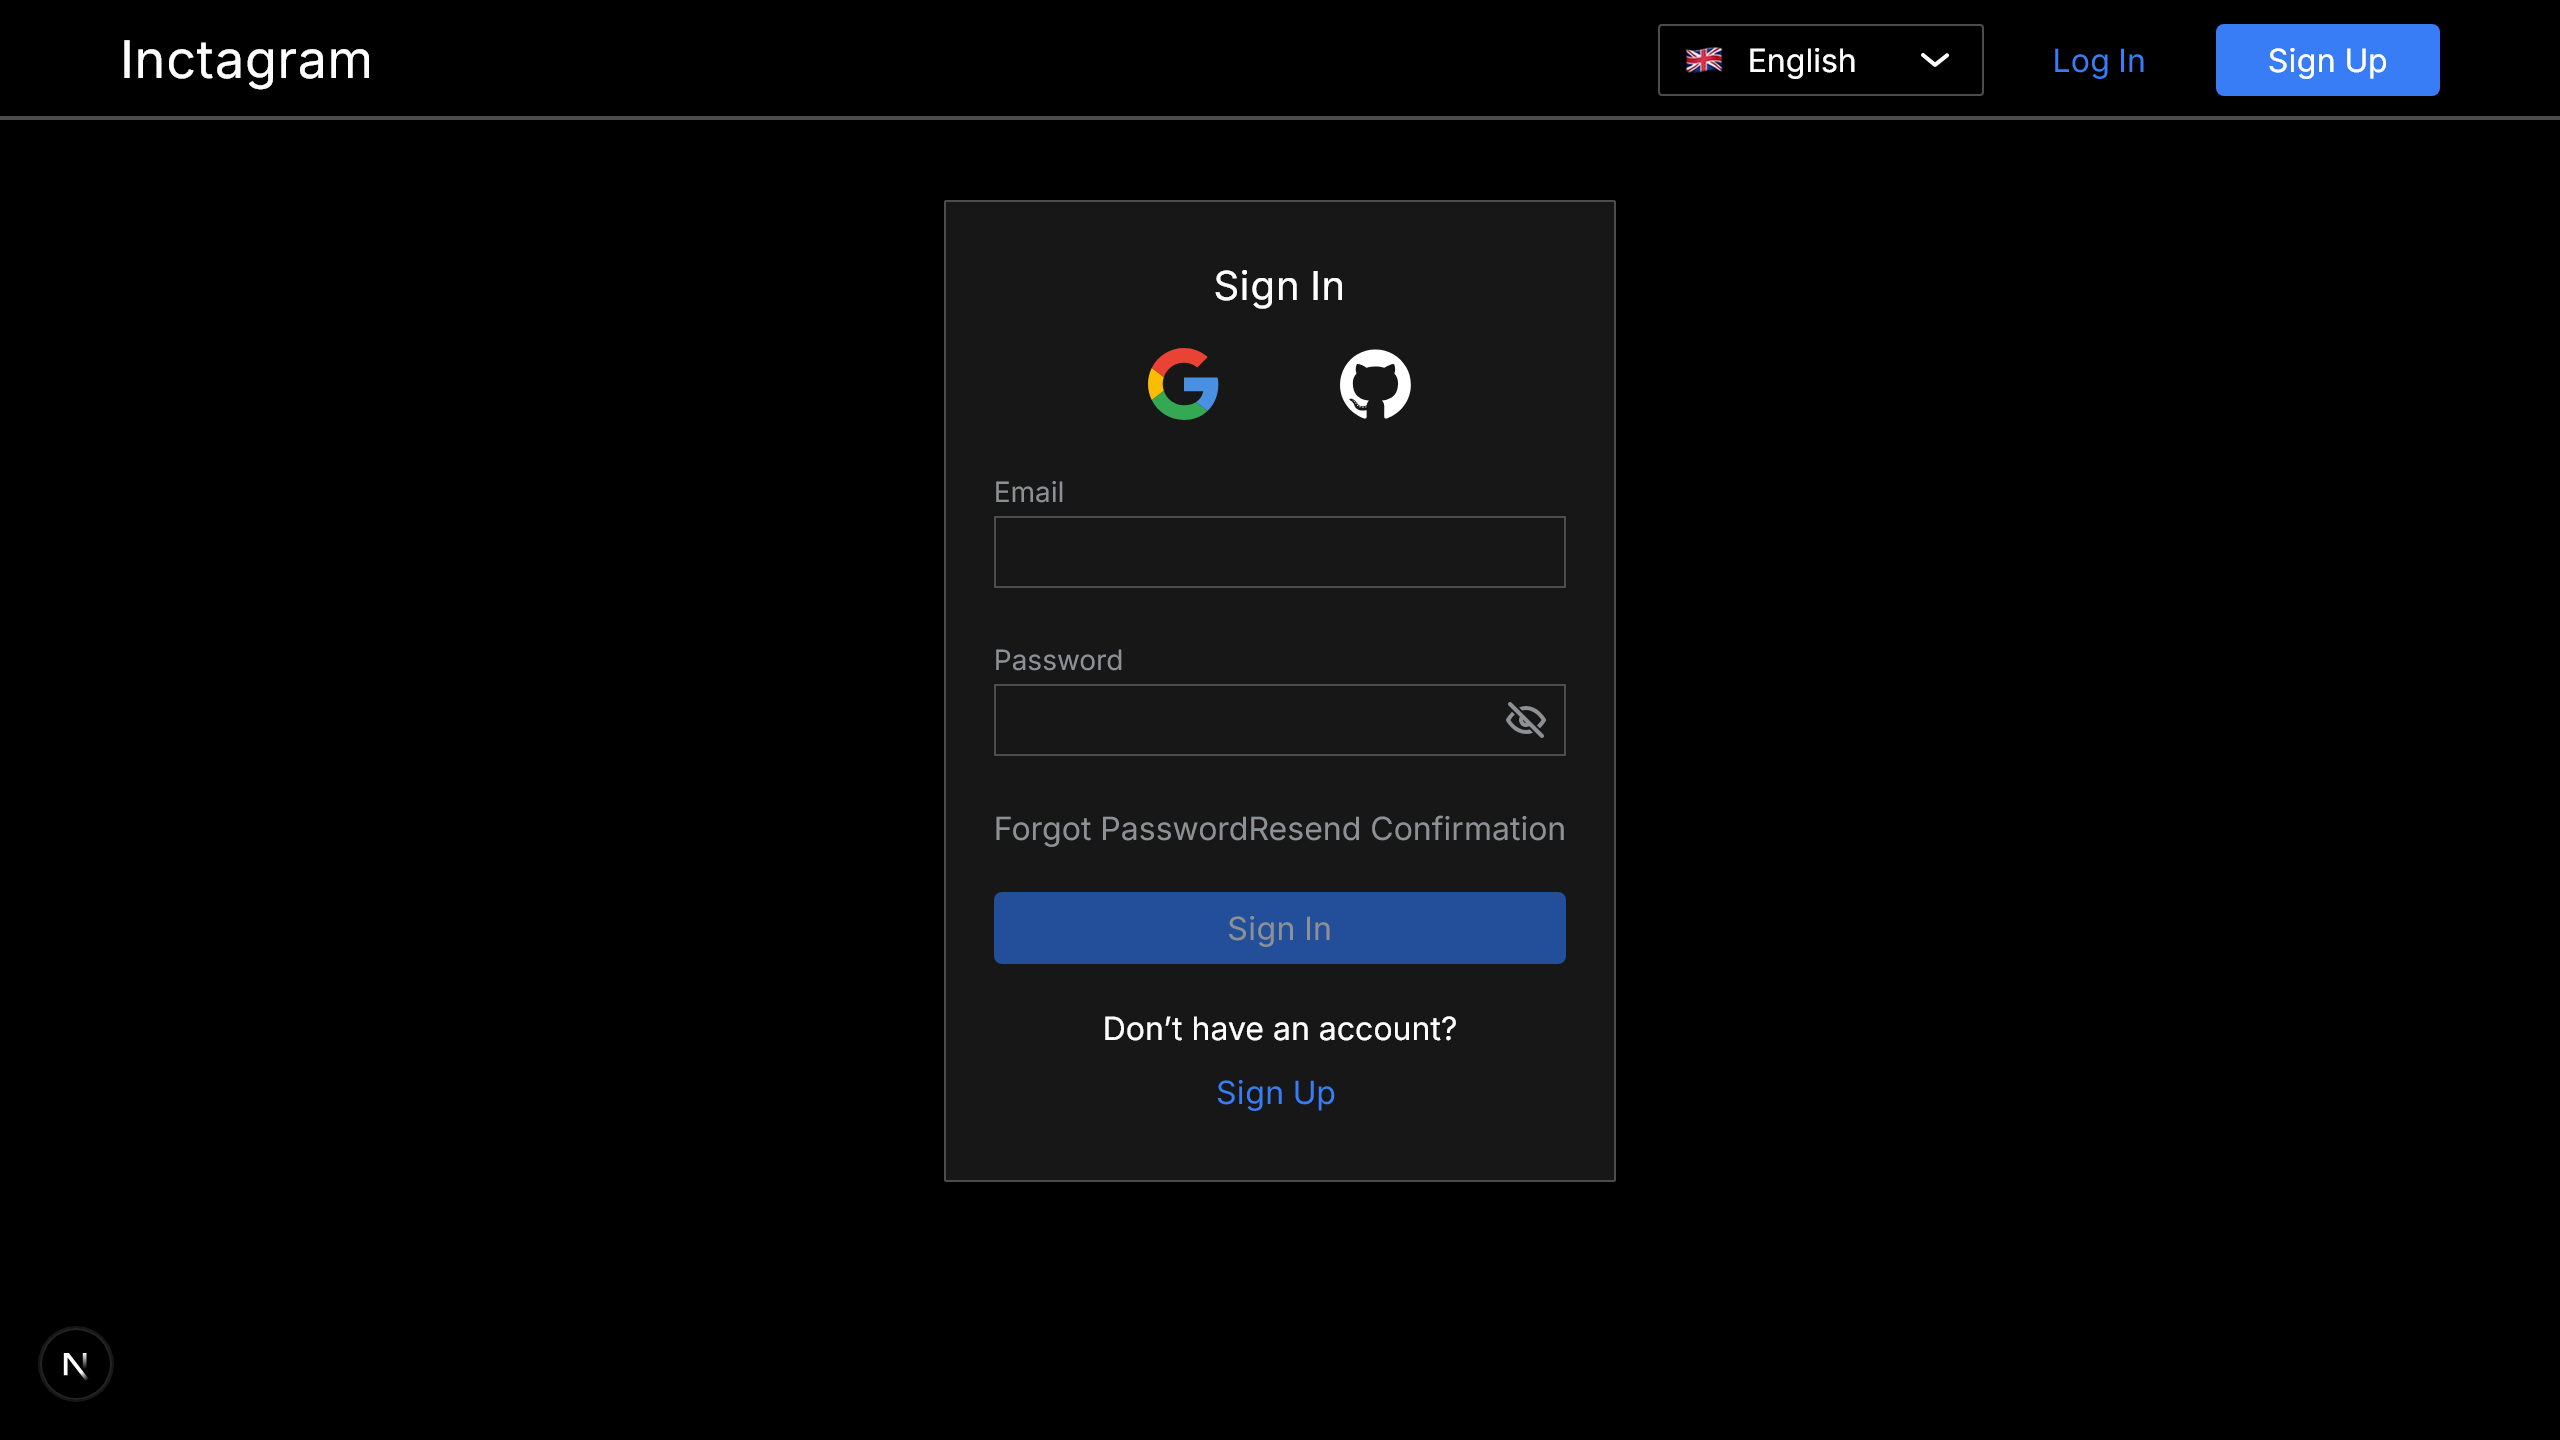 Inctagram
English
Log In
Sign Up
Sign In
Email
Password
Forgot PasswordResend Confirmation
Sign In
Don’t have an account?
Sign Up
N